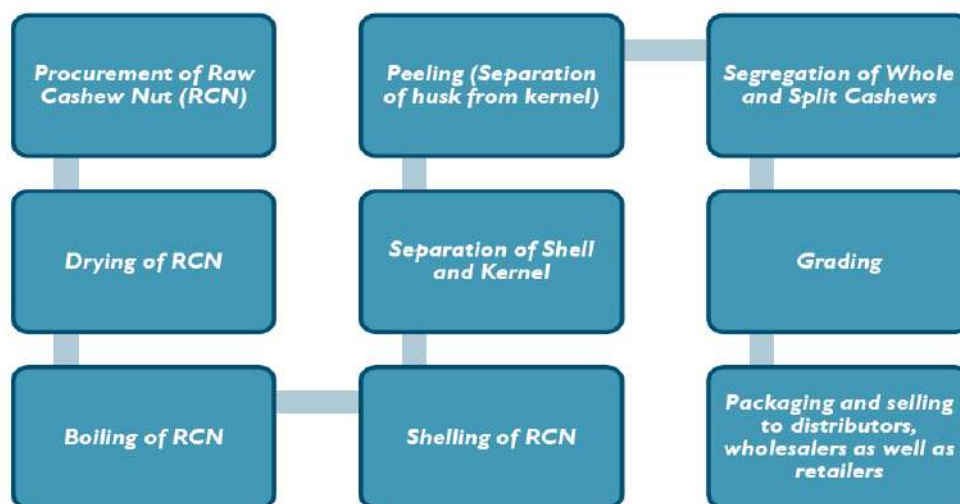 Procurement of Raw
Cashew Nut (RCN)
Drying of RCN
Boiling of RCN
Shelling of RCN
Separation of Shell
and Kernel
Peeling (Separation
of husk from kernel)
Segregation of Whole
and Split Cashews
Grading
Packaging and selling
to distributors,
wholesalers as well as
retailers